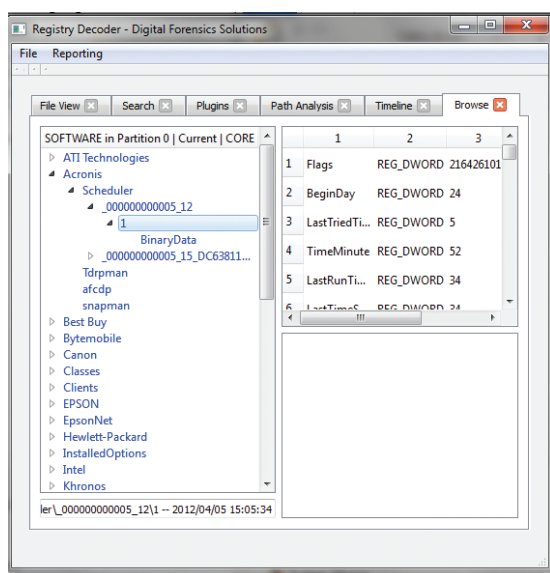 Registry Decoder - Digital Forensics Solutions
File Reporting
File View Search Plugins Path Analysis Timeline Browse
SOFTWARE in Partition 0 | Current | CORE
ATI Technologies
Acronis
Scheduler
_000000000005_12
1
BinaryData
_000000000005_15_DC63811...
Tdrpman
afcdp
snapman
Best Buy
Bytemobile
Canon
Classes
Clients
EPSON
EpsonNet
Hewlett-Packard
InstalledOptions
Intel
Khronos
ler\_000000000005_12\1 -- 2012/04/05 15:05:34
1 2 3
1 Flags REG_DWORD 216426101
2 BeginDay REG_DWORD 24
3 LastTriedTi... REG_DWORD 5
4 TimeMinute REG_DWORD 52
5 LastRunTi... REG_DWORD 34
6 LastTimeS... REG_DWORD 24